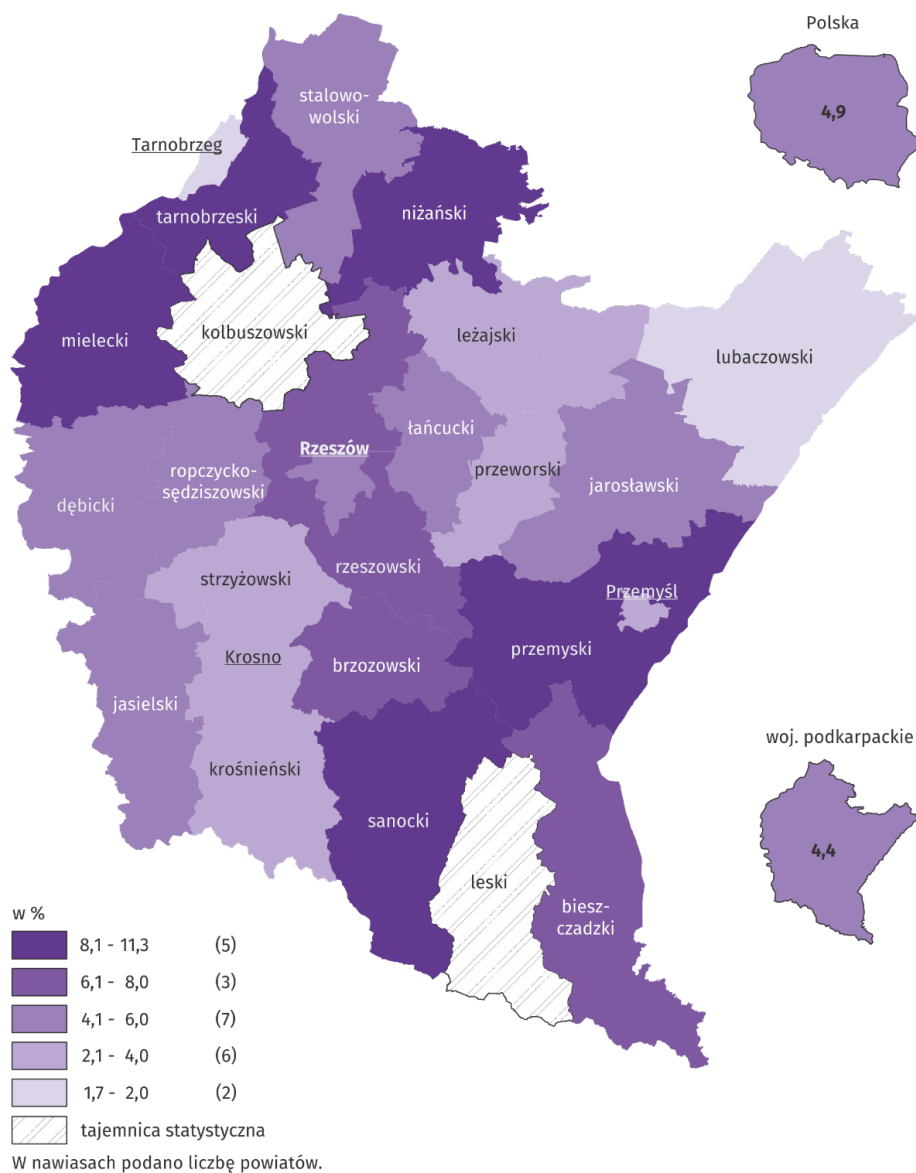 Polska
4,9
stalowo-
wolski
Tarnobrzeg
tarnobrzeski
niżański
mielecki
kolbuszowski
leżajski
lubaczowski
łańcucki
Rzeszów
przeworski
ropczycko-
sędziszowski
jarosławski
dębicki
strzyżowski
rzeszowski
Przemyśl
Krosno
brzozowski
przemyski
jasielski
krośnieński
woj. podkarpackie
4,4
sanocki
leski
biesz-
czadzki
w %
8,1 - 11,3 (5)
6,1 - 8,0 (3)
4,1 - 6,0 (7)
2,1 - 4,0 (6)
1,7 - 2,0 (2)
tajemnica statystyczna
W nawiasach podano liczbę powiatów.